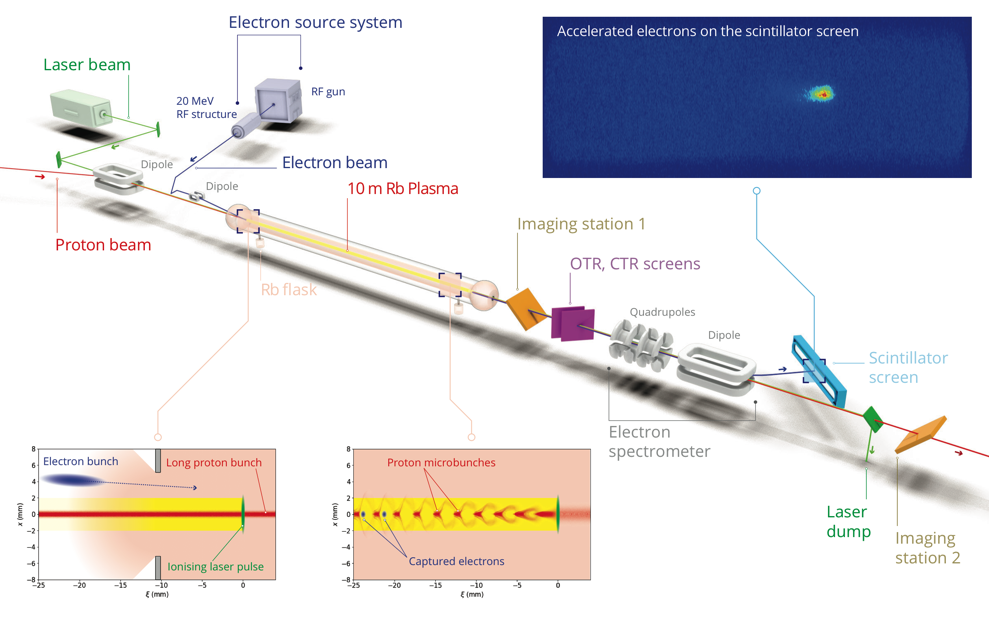 Electron source system
Accelerated electrons on the scintillator screen
Laser beam
20 MeV
RF structure
RF gun
Dipole
Electron beam
Dipole
10 m Rb Plasma
Proton beam
Imaging station 1
OTR, CTR screens
Rb flask
Quadrupoles
Dipole
Scintillator
screen
Electron
spectrometer
Laser
dump
Imaging
station 2
8
6
4
2
0
−2
−4
−6
−8
x (mm)
Electron bunch
Long proton bunch
Ionising laser pulse
−25
−20
−15
−10
−5
0
ξ (mm)
8
6
4
2
0
−2
−4
−6
−8
x (mm)
Proton microbunches
Captured electrons
−25
−20
−15
−10
−5
0
ξ (mm)